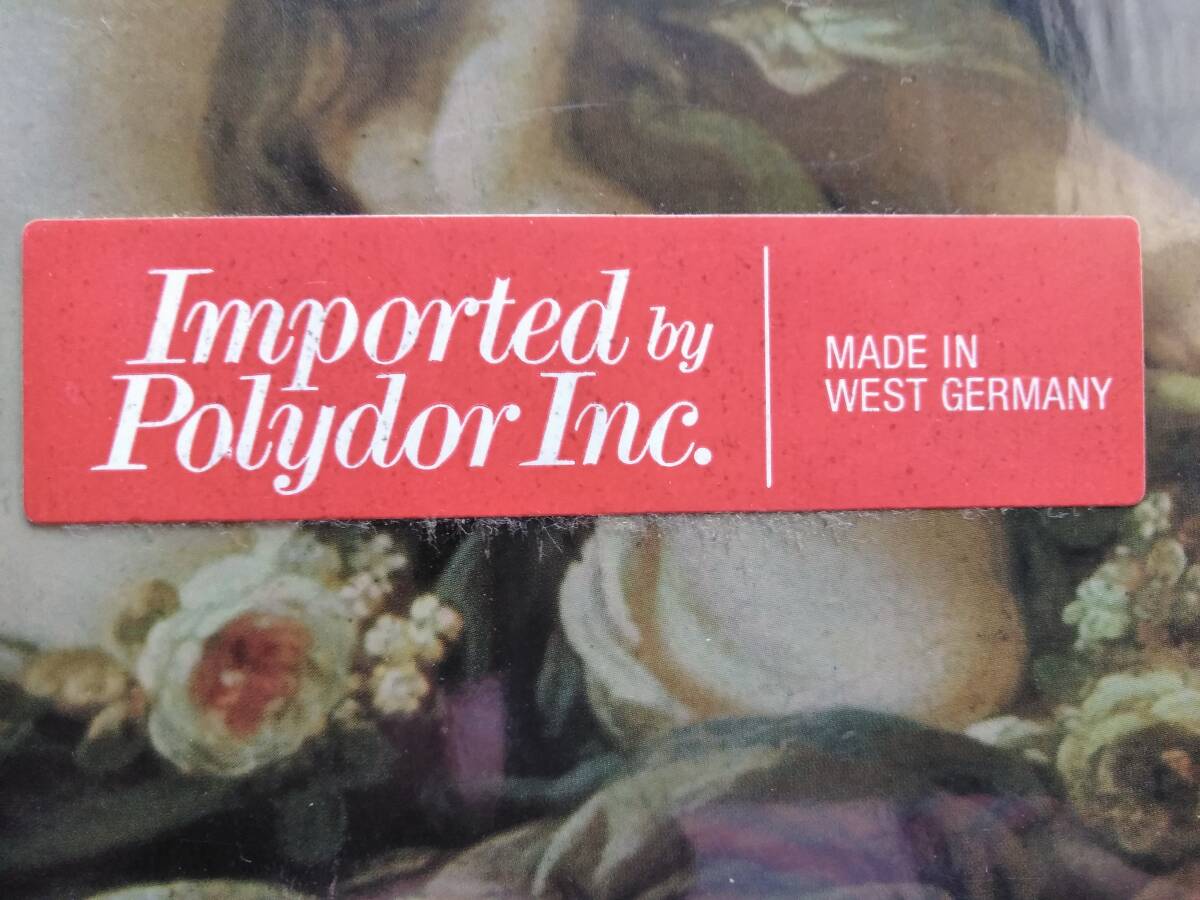 Imported by
Polydor Inc.
MADE IN
WEST GERMANY